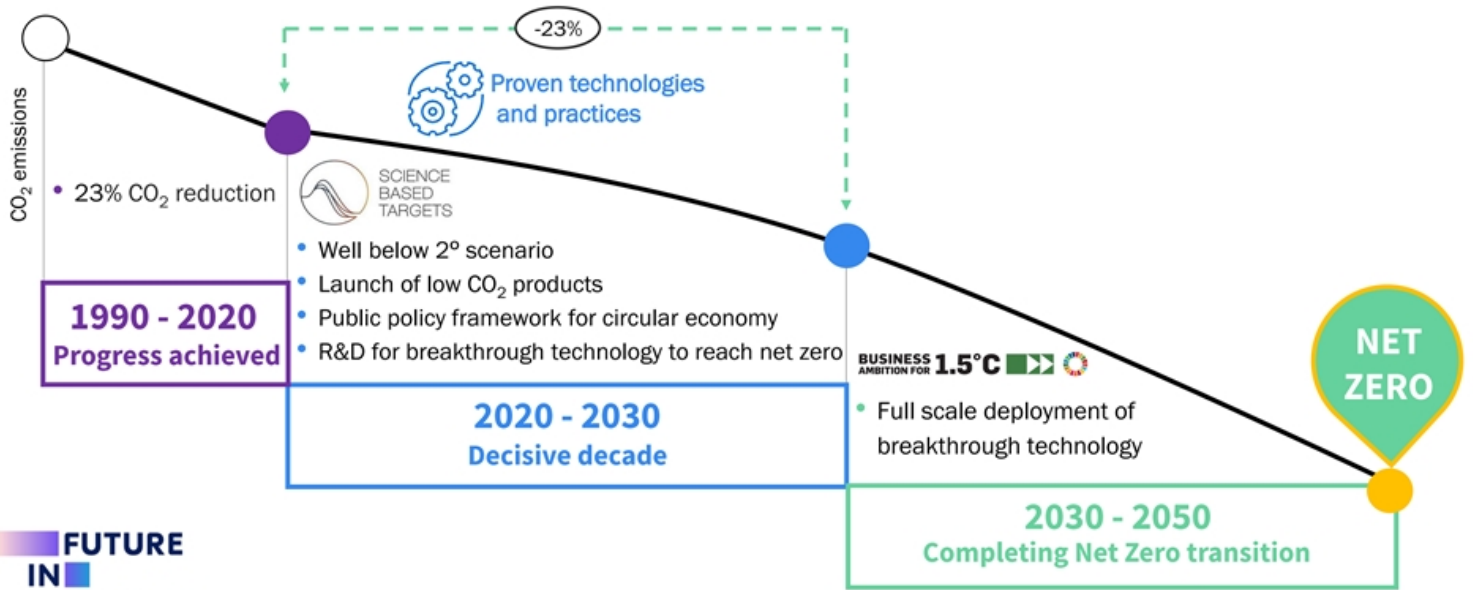 -23%
Proven technologies
and practices
CO2 emissions
• 23% CO2 reduction
SCIENCE
BASED
TARGETS
• Well below 2º scenario
• Launch of low CO2 products
• Public policy framework for circular economy
• R&D for breakthrough technology to reach net zero
1990 - 2020
Progress achieved
2020 - 2030
Decisive decade
BUSINESS
AMBITION FOR 1.5°C
• Full scale deployment of
breakthrough technology
NET
ZERO
2030 - 2050
Completing Net Zero transition
FUTURE
IN